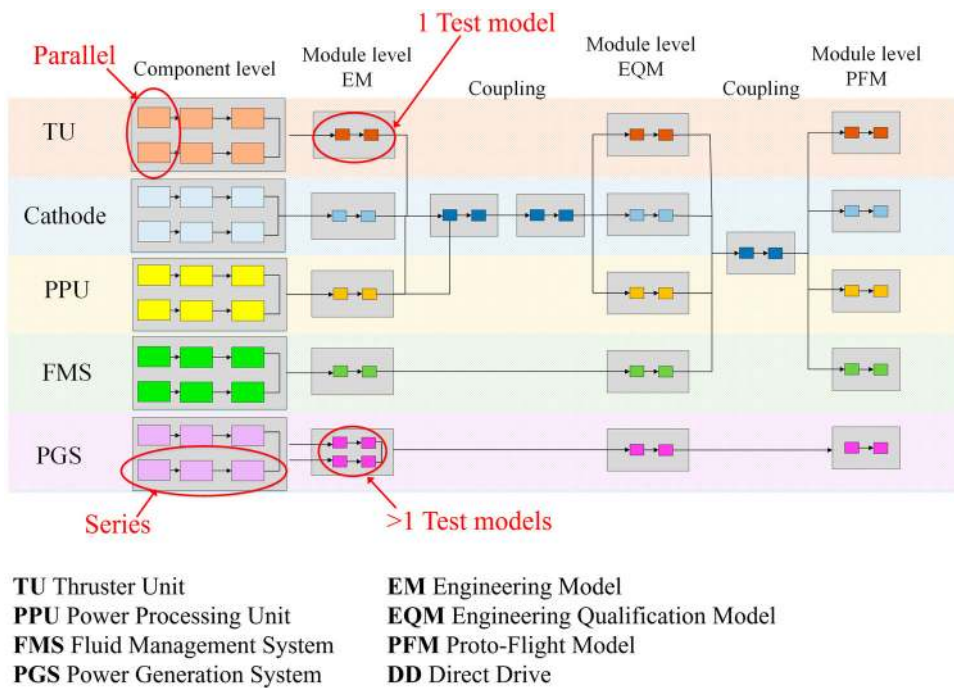 1 Test model
Parallel
Component level
Module level
EM
Coupling
Module level
EQM
Coupling
Module level
PFM
TU
Cathode
PPU
FMS
PGS
Series
>1 Test models
TU Thruster Unit
PPU Power Processing Unit
FMS Fluid Management System
PGS Power Generation System
EM Engineering Model
EQM Engineering Qualification Model
PFM Proto-Flight Model
DD Direct Drive